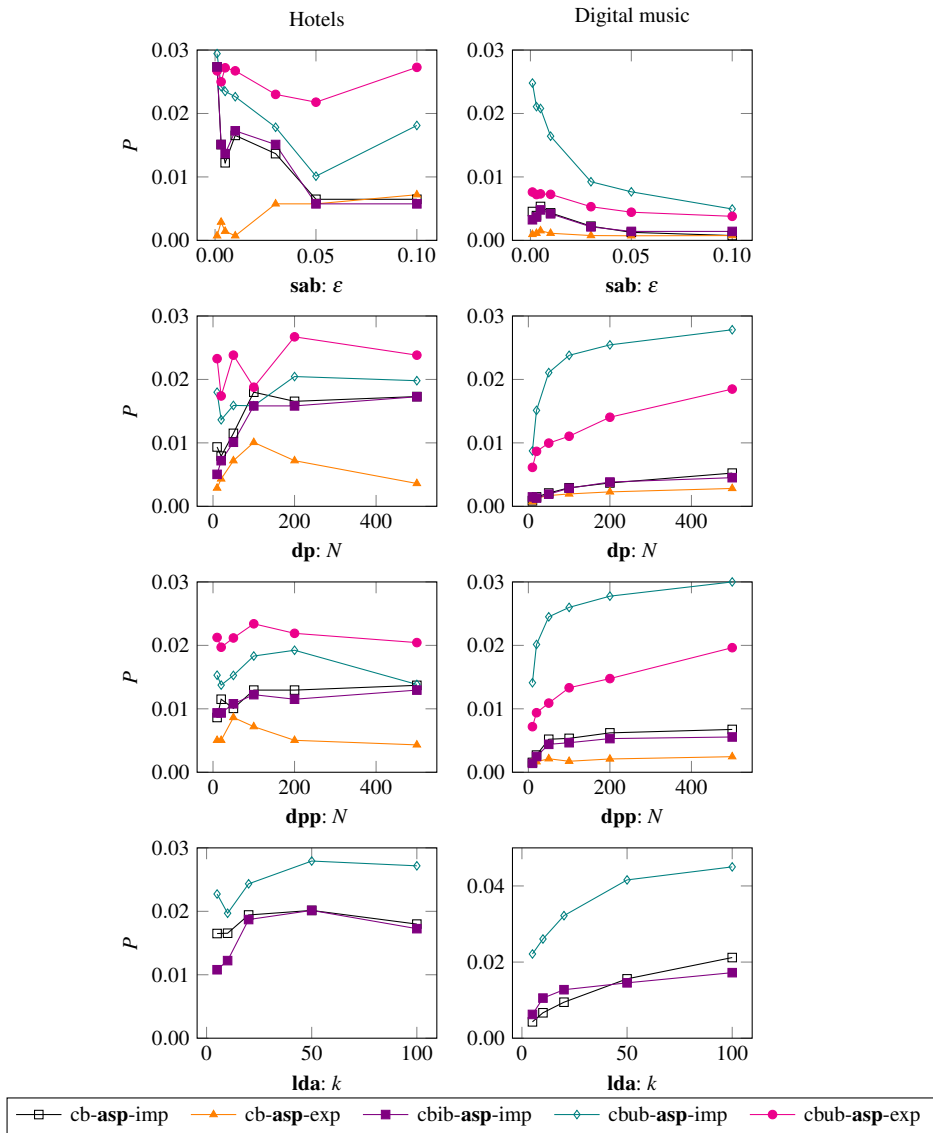 Hotels
Digital music
0.03
0.02
0.01
0.00
P
0.00 0.05 0.10
sab: ε
0.03
0.02
0.01
0.00
0.00 0.05 0.10
sab: ε
0.03
0.02
0.01
0.00
P
0 200 400
dp: N
0.03
0.02
0.01
0.00
0 200 400
dp: N
0.03
0.02
0.01
0.00
P
0 200 400
dpp: N
0.03
0.02
0.01
0.00
0 200 400
dpp: N
0.03
0.02
0.01
0.00
P
0 50 100
lda: k
0.04
0.02
0.00
0 50 100
lda: k
cb-asp-imp cb-asp-exp cbib-asp-imp cbub-asp-imp cbub-asp-exp